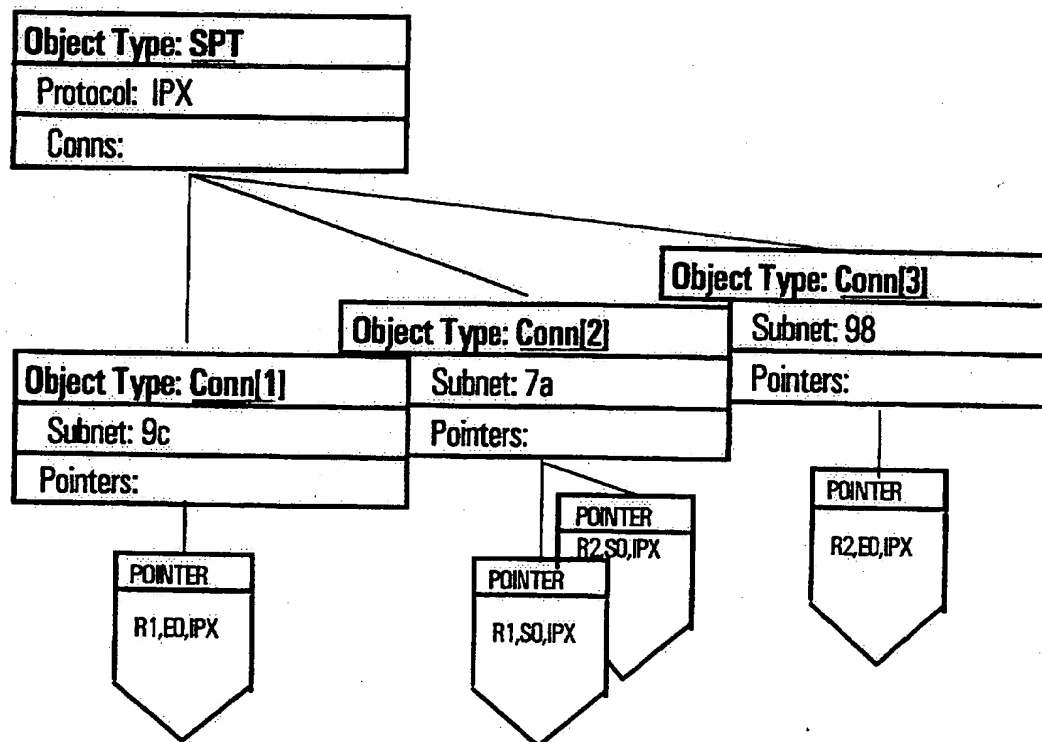 Object Type: SPT
Protocol: IPX
Conns:
Object Type: Conn[3]
Subnet: 98
Pointers:
Object Type: Conn[2]
Subnet: 7a
Pointers:
Object Type: Conn[1]
Subnet: 9c
Pointers:
POINTER
R1,E0,IPX
POINTER
R1,S0,IPX
POINTER
R2,S0,IPX
POINTER
R2,E0,IPX